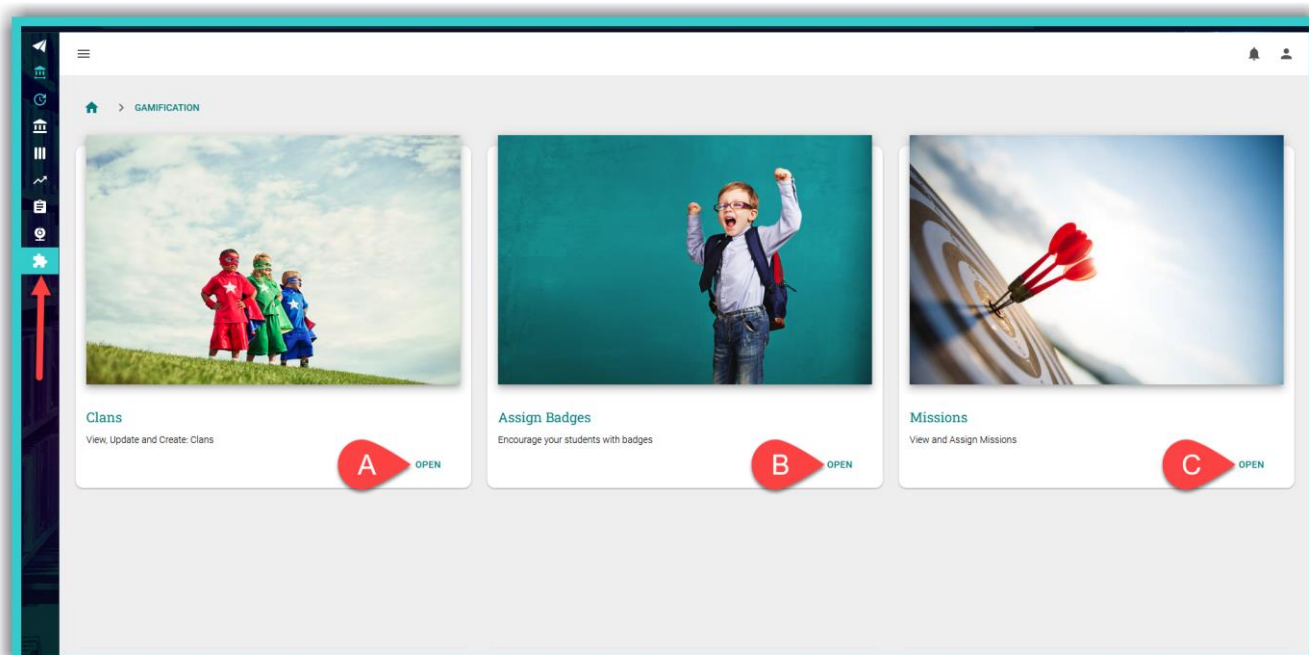 GAMIFICATION
Clans
View, Update and Create: Clans
A
OPEN
Assign Badges
Encourage your students with badges
B
OPEN
Missions
View and Assign Missions
C
OPEN